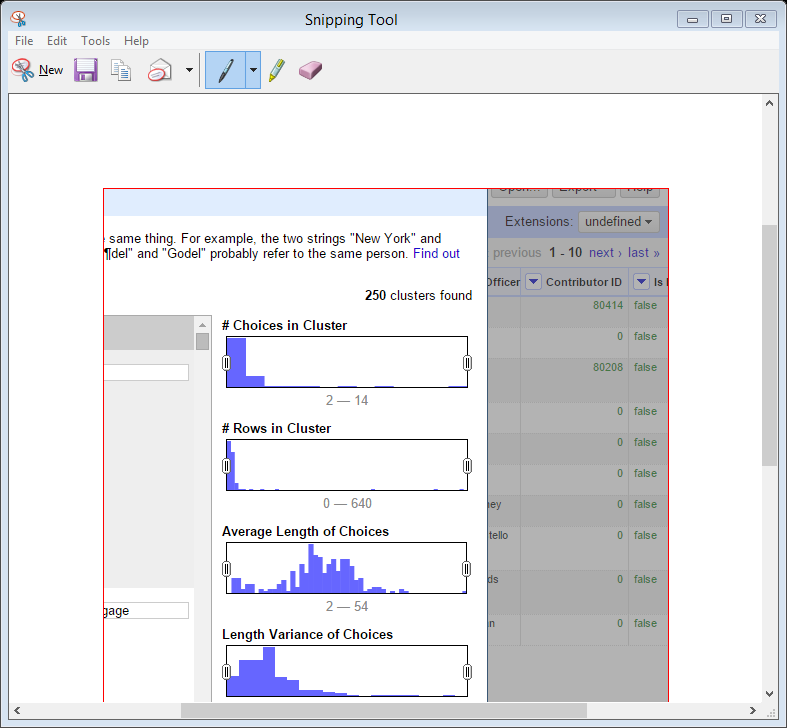 Snipping Tool
File Edit Tools Help
New
Open... Export Help
Extensions: undefined
previous 1 - 10 next › last »
same thing. For example, the two strings "New York" and
¶del" and "Godel" probably refer to the same person. Find out
250 clusters found
Officer Contributor ID Is
80414 false
0 false
80208 false
0 false
0 false
0 false
ney 0 false
tello 0 false
ds 0 false
an 0 false
# Choices in Cluster
2 — 14
# Rows in Cluster
0 — 640
Average Length of Choices
2 — 54
gage
Length Variance of Choices